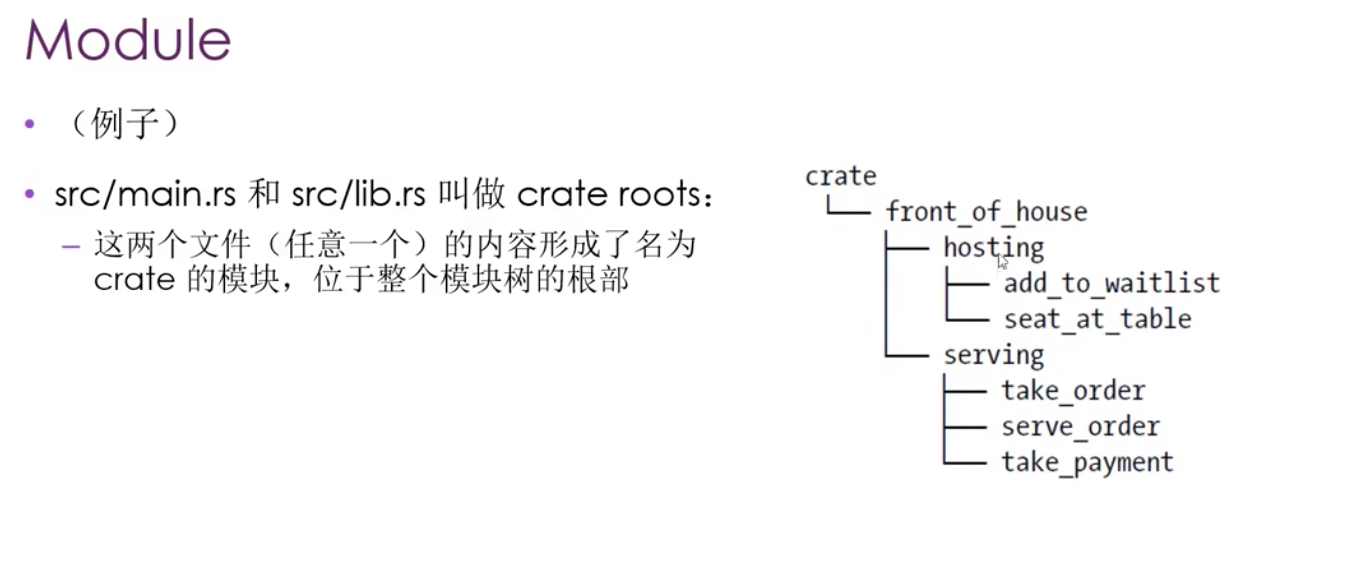 Module
• （例子）
• src/main.rs 和 src/lib.rs 叫做 crate roots：
– 这两个文件（任意一个）的内容形成了名为
crate 的模块，位于整个模块树的根部
crate
└── front_of_house
├── hosting
├── add_to_waitlist
└── seat_at_table
└── serving
├── take_order
├── serve_order
└── take_payment